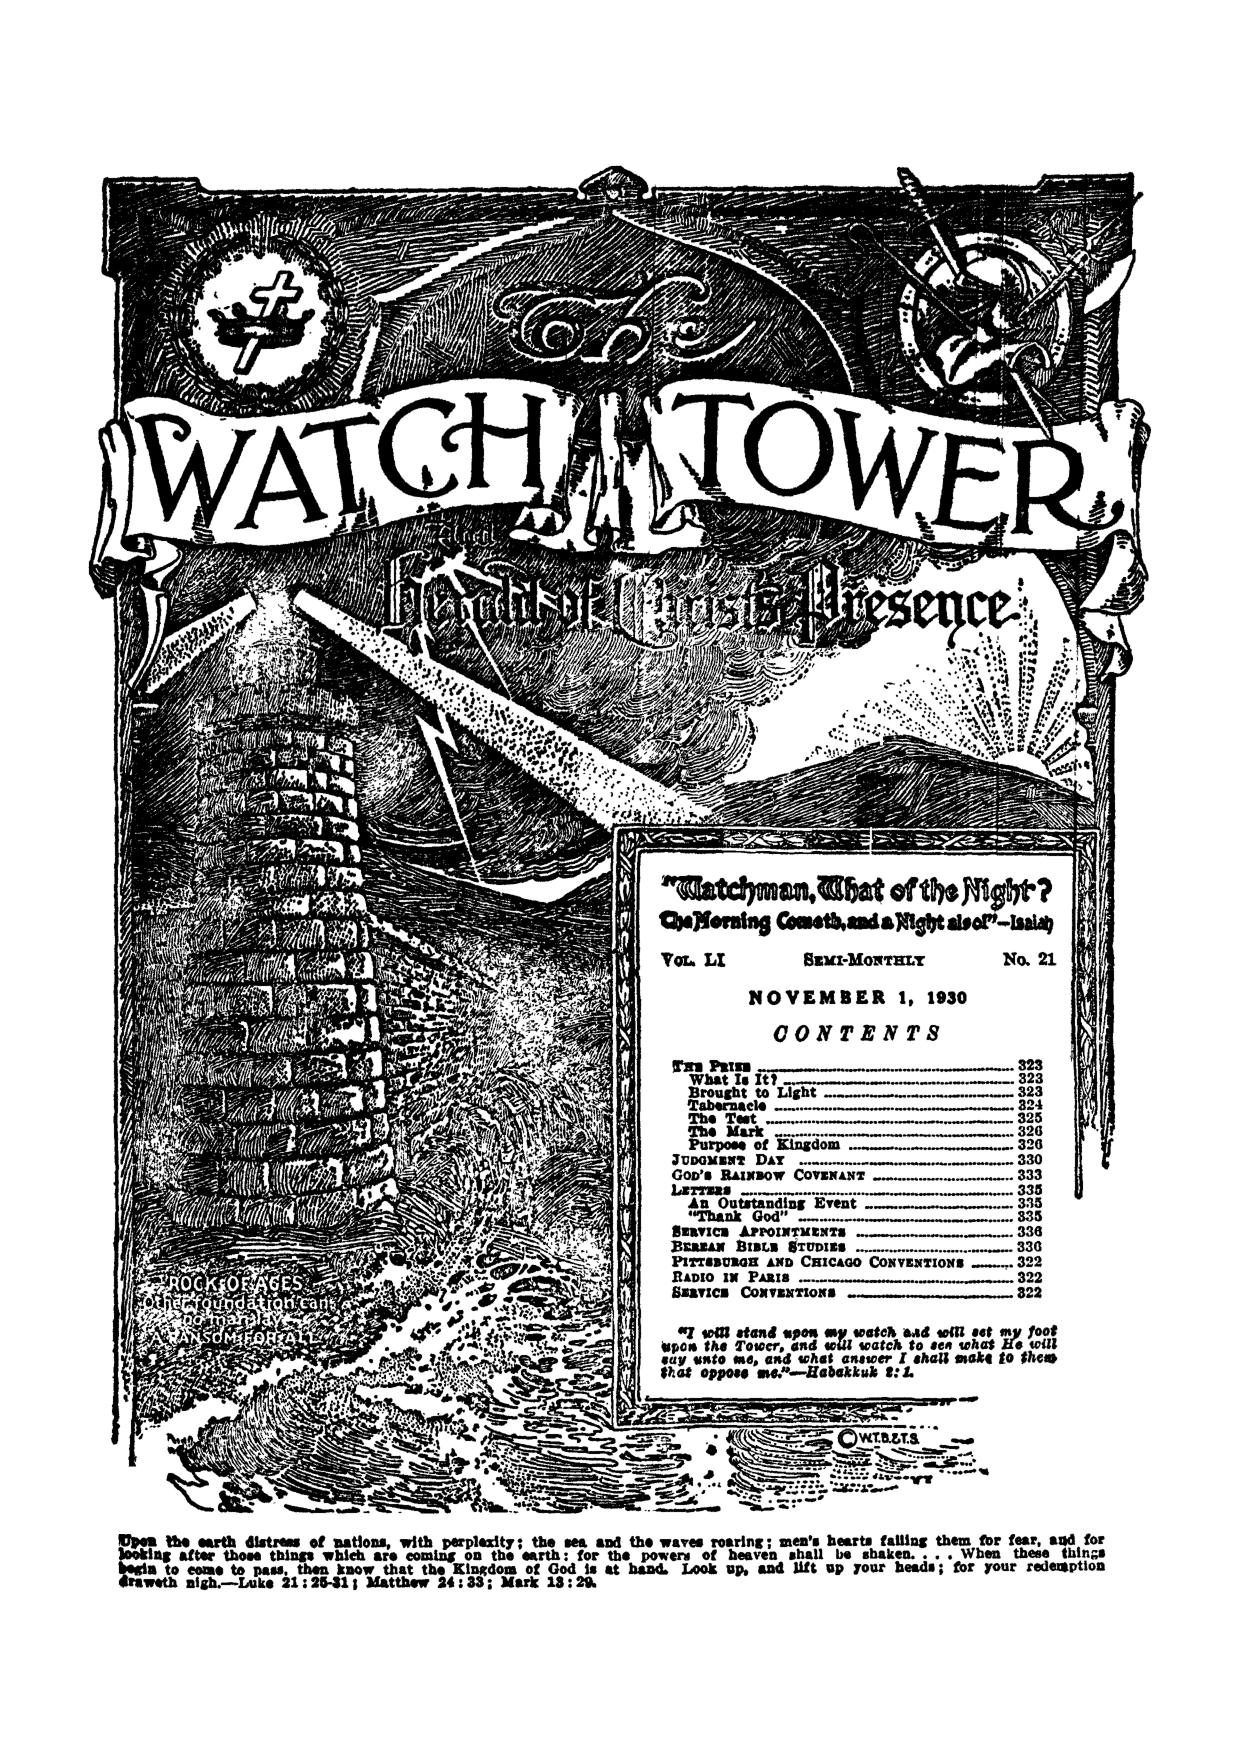 The
WATCH TOWER
and
Herald of Christ's Presence
"Watchman, What of the Night?
The Morning Cometh, and a Night also!"—Isaiah
VOL. LI SEMI-MONTHLY No. 21
NOVEMBER 1, 1930
CONTENTS
THE PRIZE 323
What Is It? 323
Brought to Light 323
Tabernacle 324
The Test 325
The Mark 326
Purpose of Kingdom 326
JUDGMENT DAY 330
GOD'S RAINBOW COVENANT 333
LETTERS 335
An Outstanding Event 335
"Thank God" 335
SERVICE APPOINTMENTS 336
BEREAN BIBLE STUDIES 336
PITTSBURGH AND CHICAGO CONVENTIONS 322
RADIO IN PARIS 322
SERVICE CONVENTIONS 322
"I will stand upon my watch and will set my foot
upon the Tower, and will watch to see what He will
say unto me, and what answer I shall make to them
that oppose me."—Habakkuk 2:1.
ROCK OF AGES
Other foundation can
no man lay
A RANSOM FOR ALL
©W.T.B.&T.S.
Upon the earth distress of nations, with perplexity; the sea and the waves roaring; men's hearts failing them for fear, and for
looking after those things which are coming on the earth: for the powers of heaven shall be shaken. . . . When these things
begin to come to pass, then know that the Kingdom of God is at hand. Look up, and lift up your heads; for your redemption
draweth nigh.—Luke 21:25-31; Matthew 24:33; Mark 13:29.